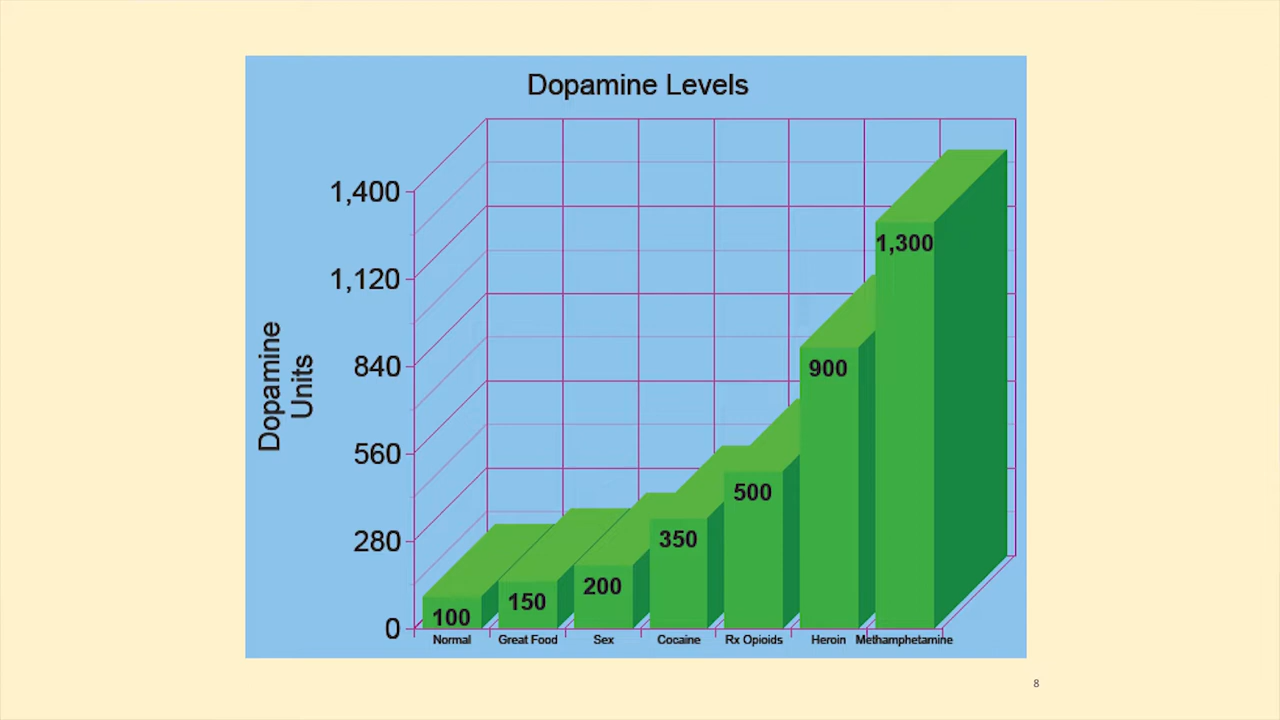 Dopamine Levels
1,400
1,120
840
560
280
0
Dopamine
Units
100
150
200
350
500
900
1,300
Normal
Great Food
Sex
Cocaine
Rx Opioids
Heroin
Methamphetamine
8